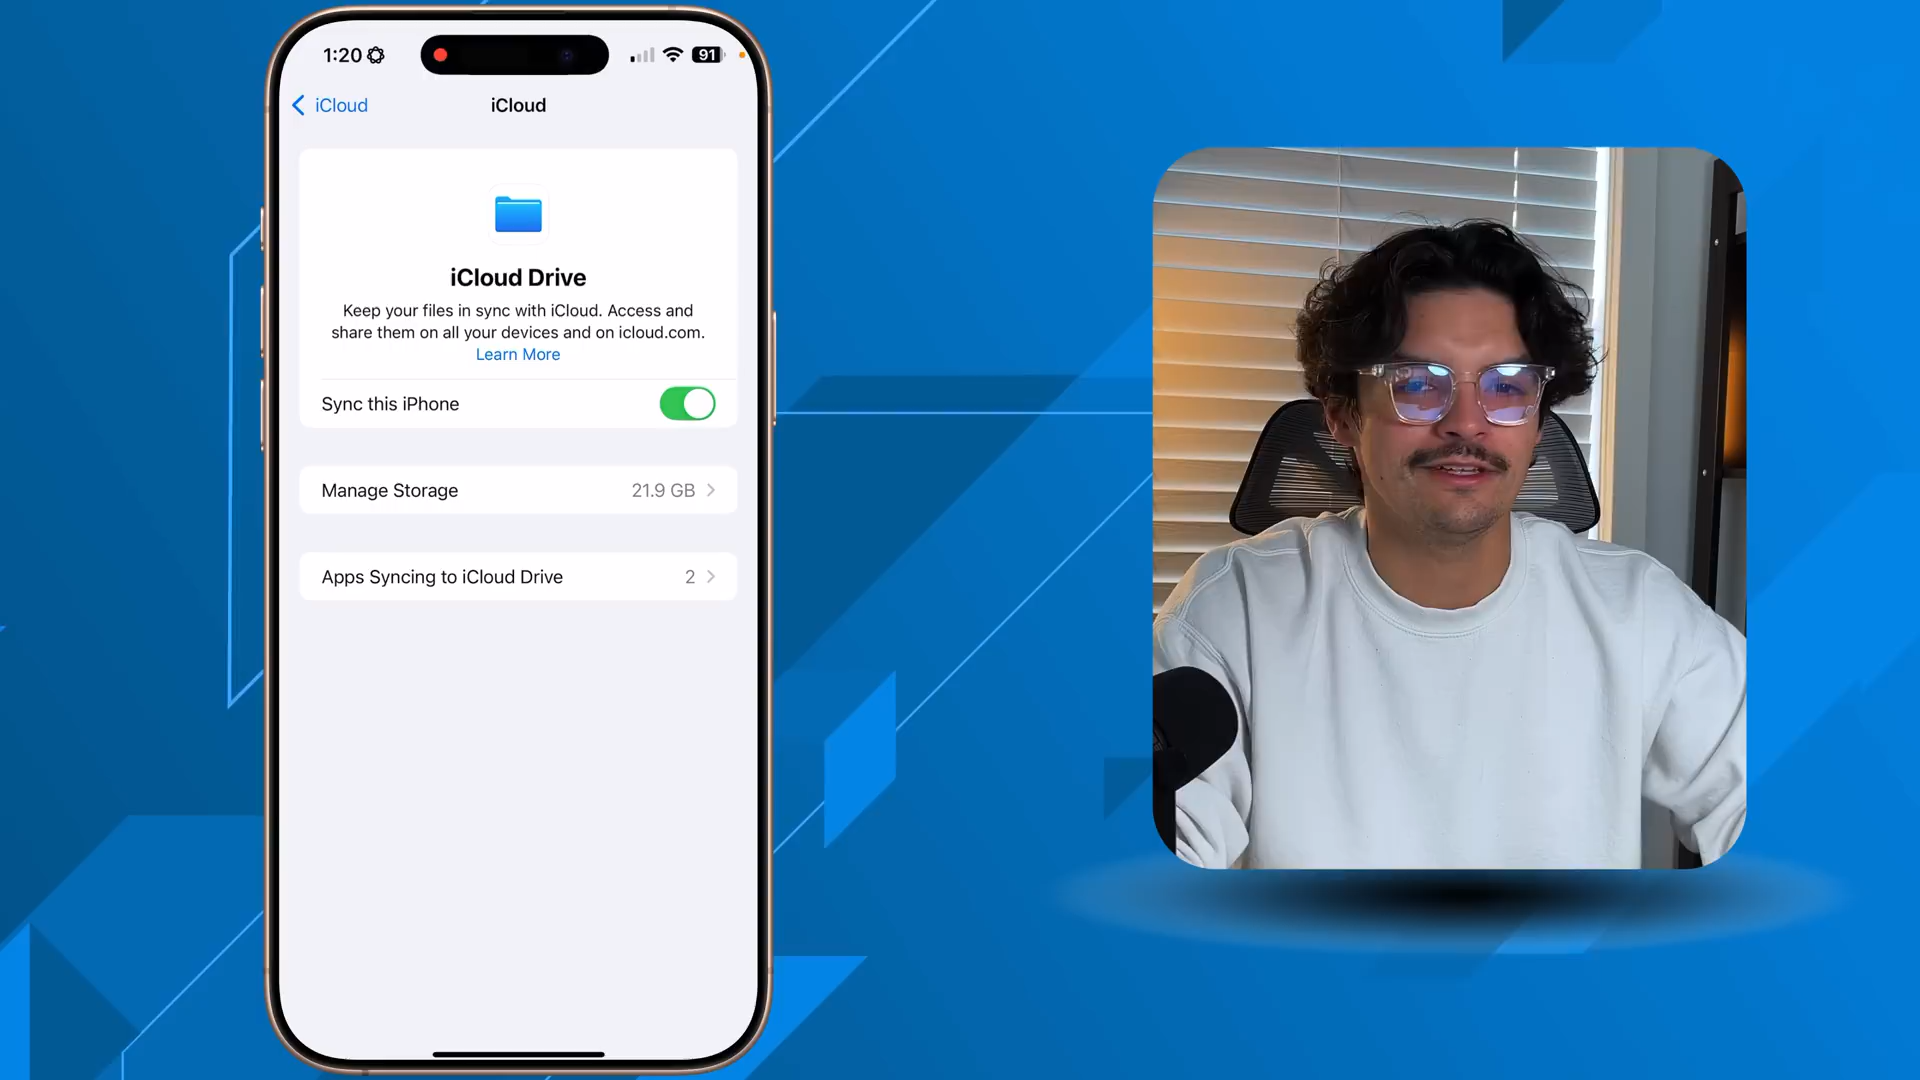 1:20
91
iCloud
iCloud
iCloud Drive
Keep your files in sync with iCloud. Access and
share them on all your devices and on icloud.com.
Learn More
Sync this iPhone
Manage Storage 21.9 GB
Apps Syncing to iCloud Drive 2